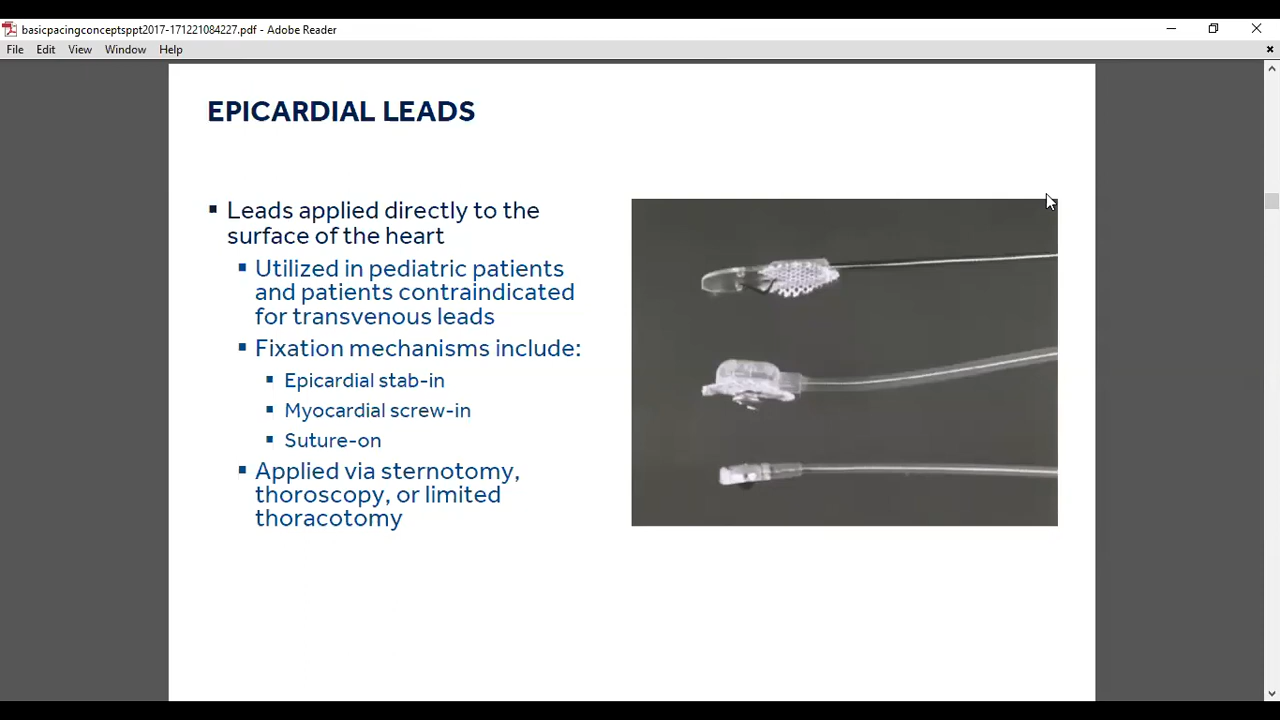 basicpacingconceptsppt2017-171221084227.pdf - Adobe Reader
File Edit View Window Help
EPICARDIAL LEADS
Leads applied directly to the
surface of the heart
Utilized in pediatric patients
and patients contraindicated
for transvenous leads
Fixation mechanisms include:
Epicardial stab-in
Myocardial screw-in
Suture-on
Applied via sternotomy,
thoroscopy, or limited
thoracotomy